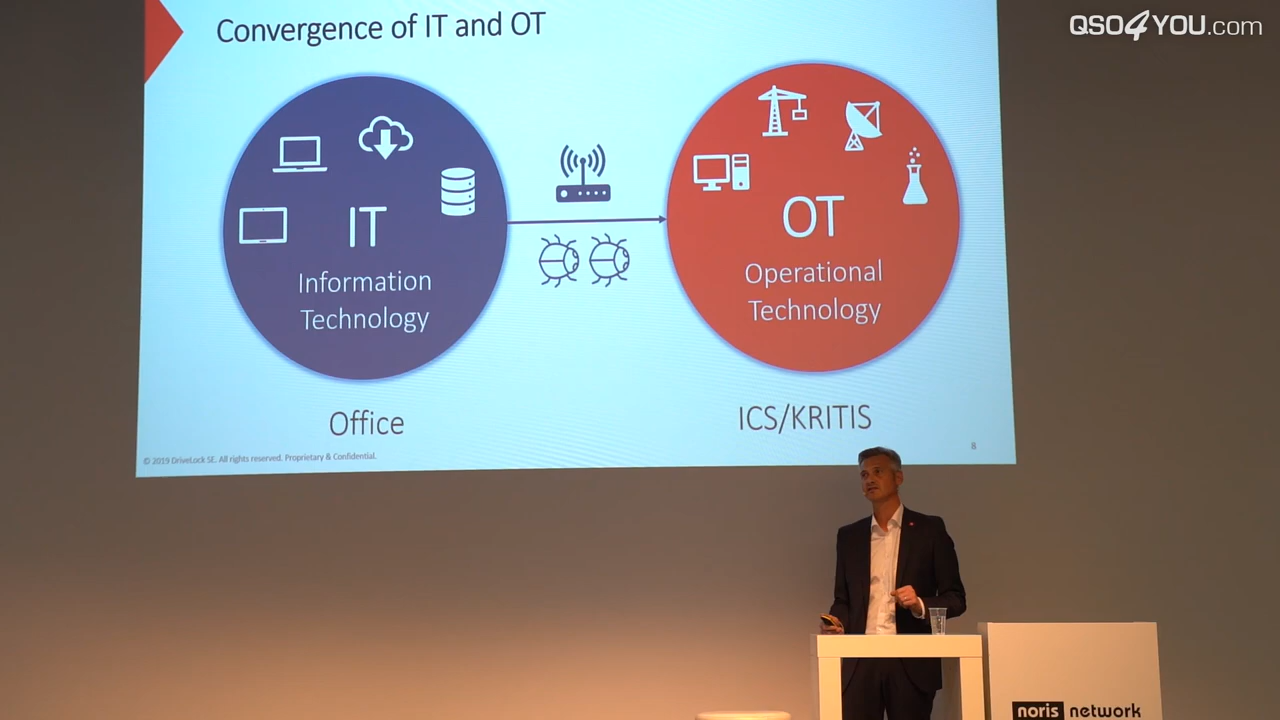 QSO4YOU.com
Convergence of IT and OT
IT
Information
Technology
OT
Operational
Technology
Office
ICS/KRITIS
© 2019 DriveLock SE. All rights reserved. Proprietary & Confidential.
8
noris network